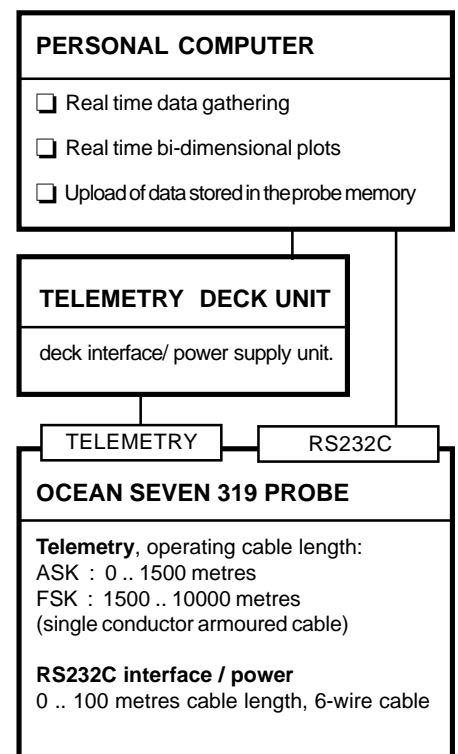 PERSONAL COMPUTER
❑ Real time data gathering
❑ Real time bi-dimensional plots
❑ Upload of data stored in the probe memory
TELEMETRY DECK UNIT
deck interface/ power supply unit.
TELEMETRY
RS232C
OCEAN SEVEN 319 PROBE
Telemetry, operating cable length:
ASK : 0 .. 1500 metres
FSK : 1500 .. 10000 metres
(single conductor armoured cable)
RS232C interface / power
0 .. 100 metres cable length, 6-wire cable